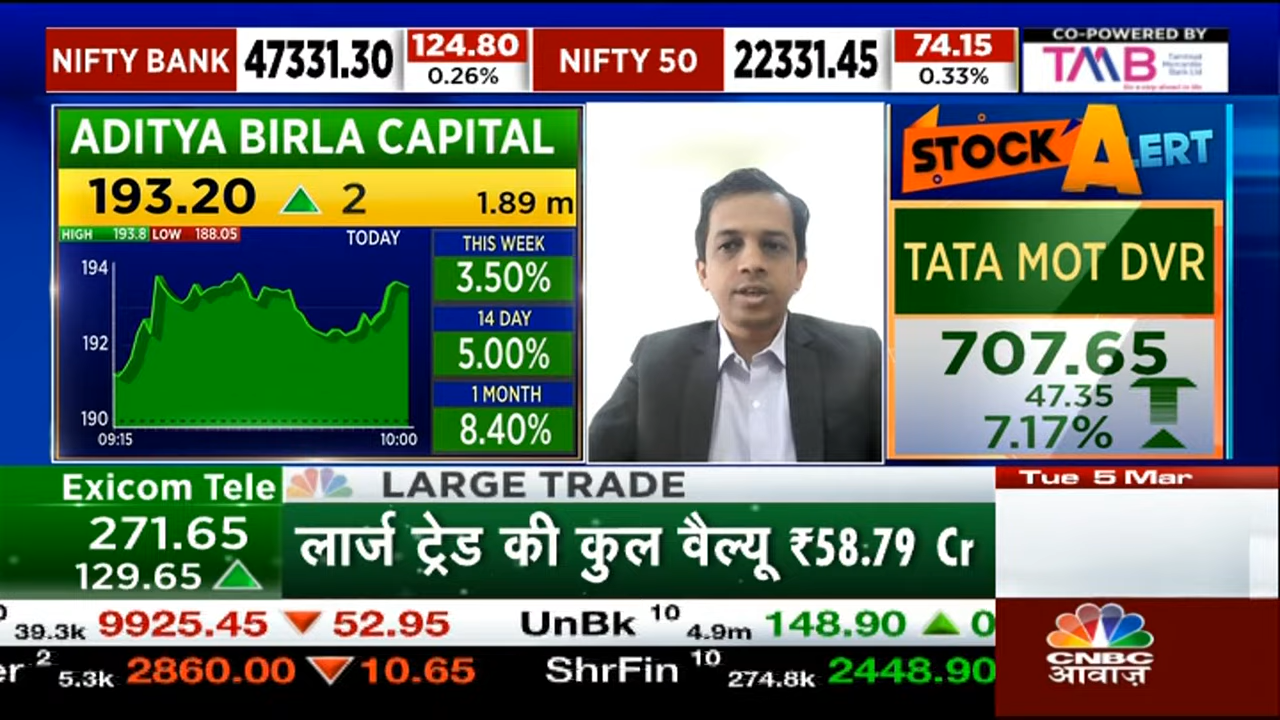 NIFTY BANK 47331.30 124.80 0.26%
NIFTY 50 22331.45 74.15 0.33%
CO-POWERED BY
TMB
Tamilnad Mercantile Bank Ltd
ADITYA BIRLA CAPITAL
193.20 2 1.89 m
HIGH 193.8 LOW 188.05
TODAY
194
192
190
09:15 10:00
THIS WEEK
3.50%
14 DAY
5.00%
1 MONTH
8.40%
STOCK ALERT
TATA MOT DVR
707.65
47.35
7.17%
Exicom Tele
271.65
129.65
LARGE TRADE
लार्ज ट्रेड की कुल वैल्यू ₹58.79 Cr
Tue 5 Mar
39.3k 9925.45 52.95 UnBk 10 4.9m 148.90 0
er 2 5.3k 2860.00 10.65 ShrFin 10 274.8k 2448.90
CNBC
आवाज़